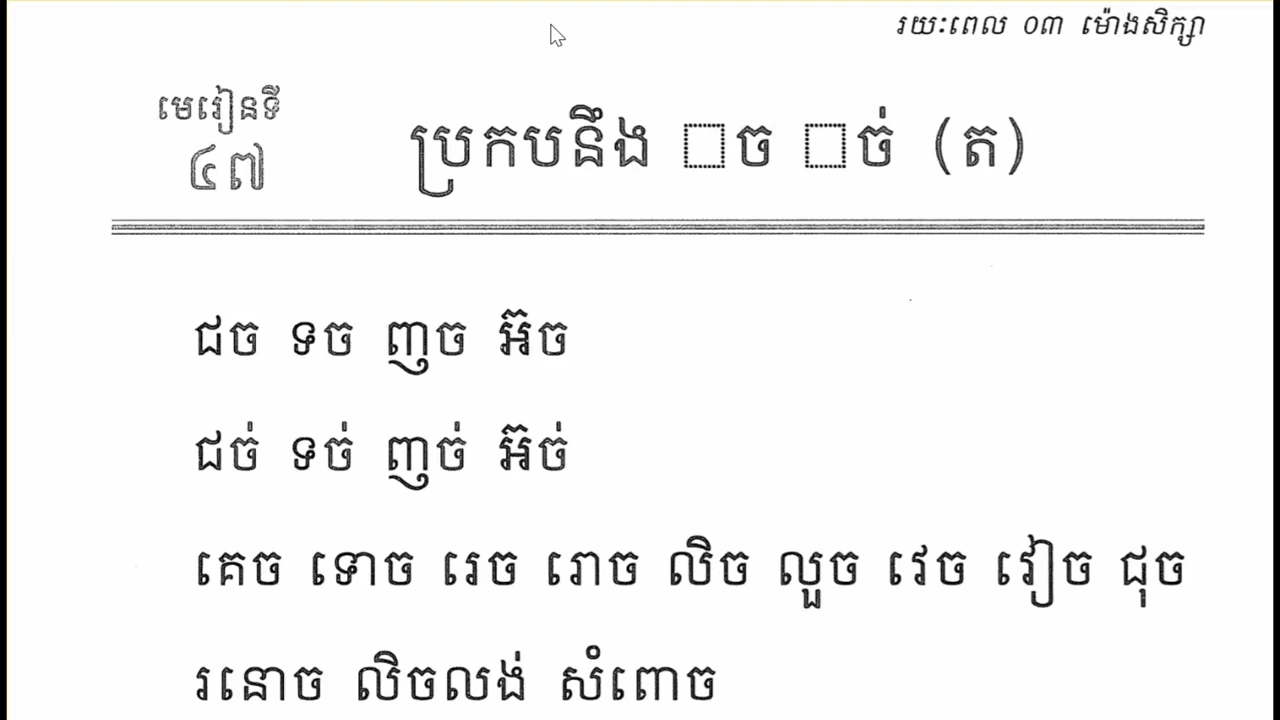 រយៈពេល ០៣ ម៉ោងសិក្សា
មេរៀនទី
៤៧
ប្រកបនឹង □ច □ច់ (ត)
ជច ទច ញច អ៊ច
ជច់ ទច់ ញច់ អ៊ច់
គេច ទោច រេច រោច លិច លួច វេច វៀច ជុច
រនោច លិចលង់ សំពោច